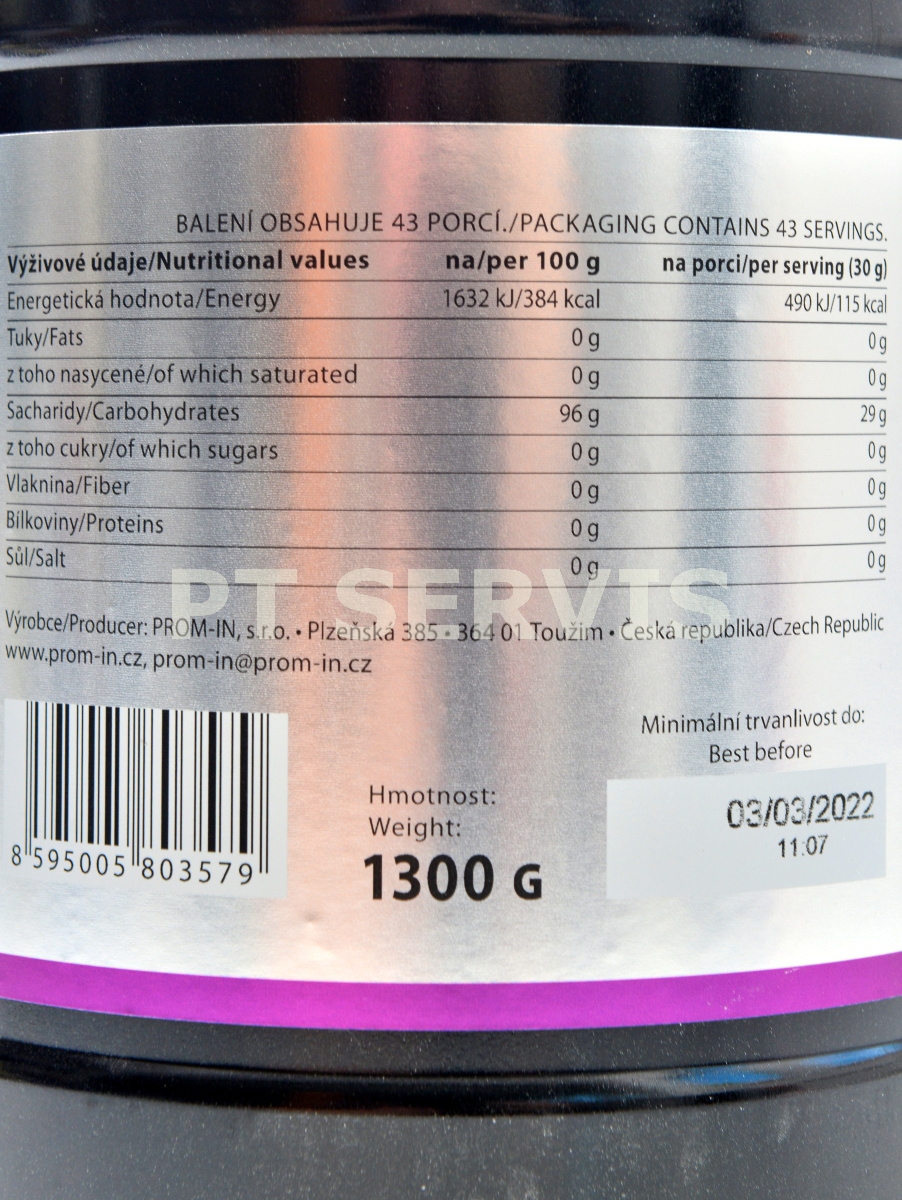 BALENÍ OBSAHUJE 43 PORCÍ./PACKAGING CONTAINS 43 SERVINGS.
Výživové údaje/Nutritional values na/per 100 g na porci/per serving (30 g)
Energetická hodnota/Energy 1632 kJ/384 kcal 490 kJ/115 kcal
Tuky/Fats 0 g 0 g
z toho nasycené/of which saturated 0 g 0 g
Sacharidy/Carbohydrates 96 g 29 g
z toho cukry/of which sugars 0 g 0 g
Vlaknina/Fiber 0 g 0 g
Bílkoviny/Proteins 0 g 0 g
Sůl/Salt 0 g 0 g
PT SERVIS
Výrobce/Producer: PROM-IN, s.r.o. • Plzeňská 385 • 364 01 Toužim • Česká republika/Czech Republic
www.prom-in.cz, prom-in@prom-in.cz
Minimální trvanlivost do:
Best before
03/03/2022
11:07
Hmotnost:
Weight:
1300 G
8 595005 803579